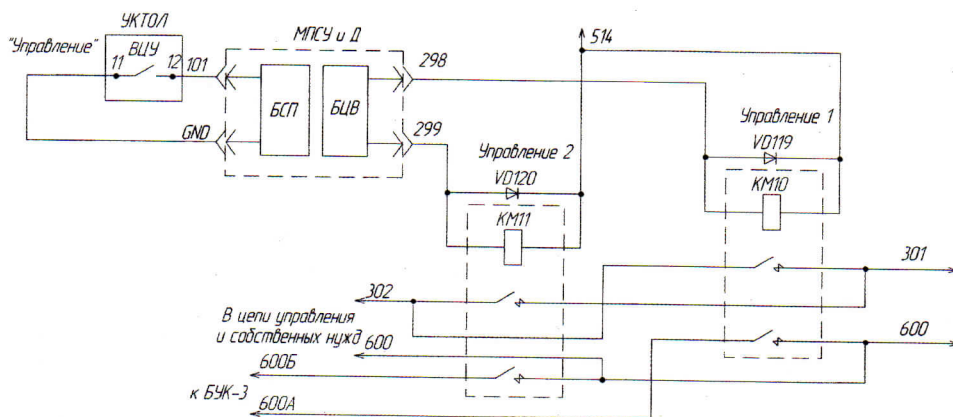 УКТОЛ
"Управление"
ВЦУ
11
12
101
МПСУ и Д
298
514
БСП
БЦВ
GND
299
Управление 1
VD119
Управление 2
VD120
КМ10
КМ11
301
302
В цепи управления
и собственных нужд
600
600
600Б
к БУК-3
600А